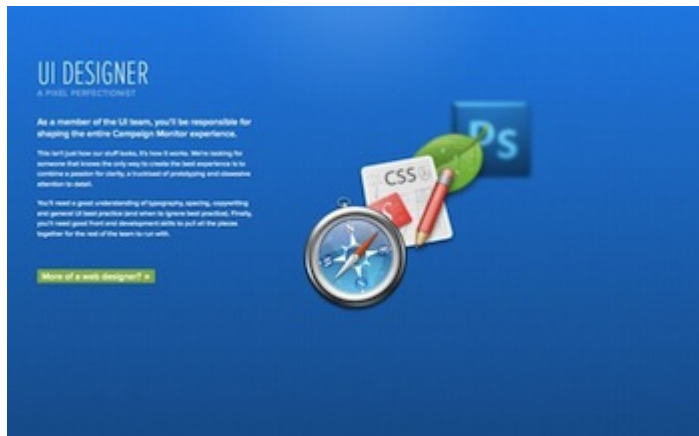 UI DESIGNER
A PIXEL PERFECTIONIST
As a member of the UI team, you'll be responsible for
shaping the entire Campaign Monitor experience.
This isn't just how our stuff looks, it's how it works. We're looking for
someone that knows the only way to create the best experience is to
combine a passion for clarity, a truckload of prototyping and obsessive
attention to detail.
You'll need a good understanding of typography, spacing, copywriting
and general UI best practice (and when to ignore best practice). Finally,
you'll need good front end development skills to pull all the pieces
together for the rest of the team to run with.
More of a web designer? »
Ps
CSS
S
N